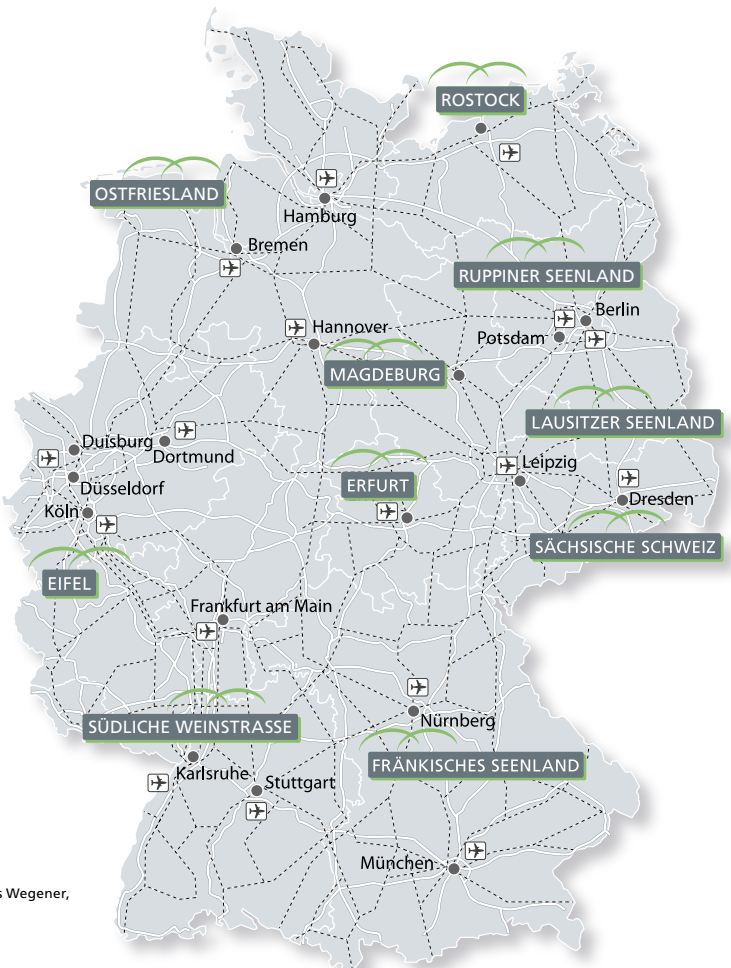 ROSTOCK
OSTFRIESLAND
Hamburg
Bremen
RUPPINER SEENLAND
Berlin
Hannover
Potsdam
MAGDEBURG
LAUSITZER SEENLAND
Duisburg
Dortmund
Leipzig
ERFURT
Düsseldorf
Dresden
Köln
SÄCHSISCHE SCHWEIZ
EIFEL
Frankfurt am Main
Nürnberg
SÜDLICHE WEINSTRASSE
FRÄNKISCHES SEENLAND
Karlsruhe
Stuttgart
München
s Wegener,